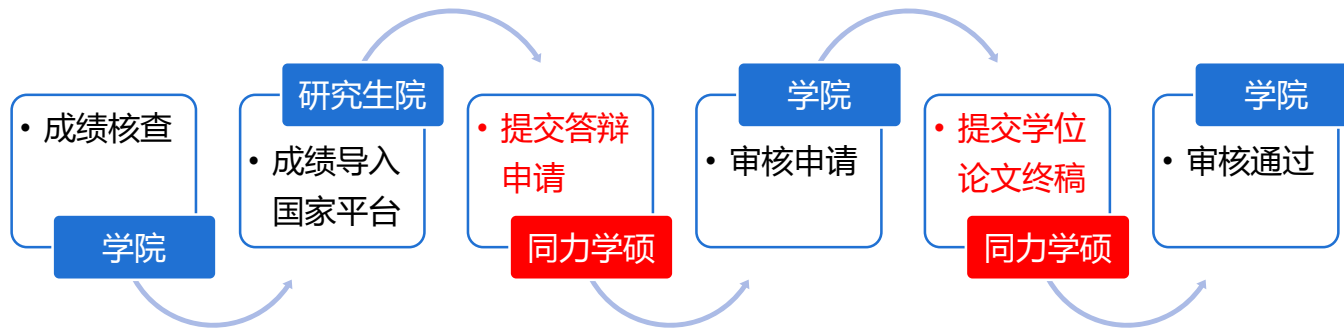 • 成绩核查
学院
研究生院
• 成绩导入
国家平台
• 提交答辩
申请
同力学硕
学院
• 审核申请
• 提交学位
论文终稿
同力学硕
学院
• 审核通过